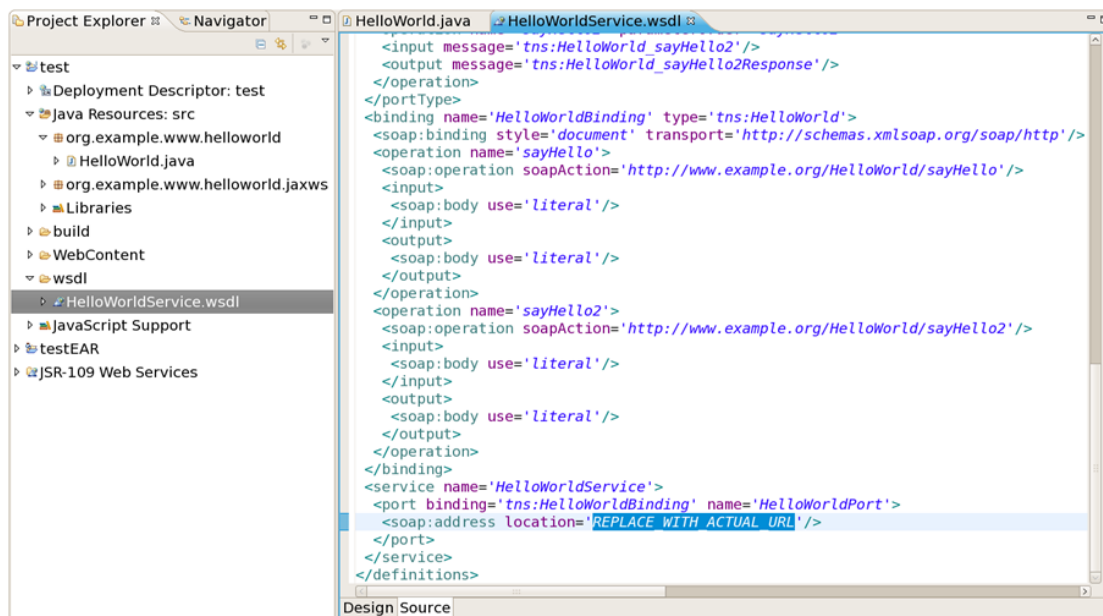 Project Explorer
Navigator
test
Deployment Descriptor: test
Java Resources: src
org.example.www.helloworld
HelloWorld.java
org.example.www.helloworld.jaxws
Libraries
build
WebContent
wsdl
HelloWorldService.wsdl
JavaScript Support
testEAR
JSR-109 Web Services
HelloWorld.java
HelloWorldService.wsdl
<input message='tns:HelloWorld_sayHello2'/>
<output message='tns:HelloWorld_sayHello2Response'/>
</operation>
</portType>
<binding name='HelloWorldBinding' type='tns:HelloWorld'>
<soap:binding style='document' transport='http://schemas.xmlsoap.org/soap/http'/>
<operation name='sayHello'>
<soap:operation soapAction='http://www.example.org/HelloWorld/sayHello'/>
<input>
<soap:body use='literal'/>
</input>
<output>
<soap:body use='literal'/>
</output>
</operation>
<operation name='sayHello2'>
<soap:operation soapAction='http://www.example.org/HelloWorld/sayHello2'/>
<input>
<soap:body use='literal'/>
</input>
<output>
<soap:body use='literal'/>
</output>
</operation>
</binding>
<service name='HelloWorldService'>
<port binding='tns:HelloWorldBinding' name='HelloWorldPort'>
<soap:address location='REPLACE_WITH_ACTUAL_URL'/>
</port>
</service>
</definitions>
Design Source